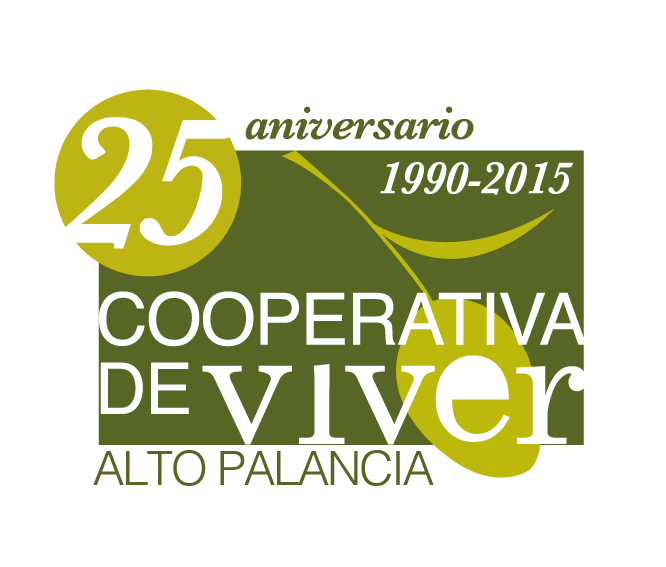 25 aniversario
1990-2015
COOPERATIVA
DE viver
ALTO PALANCIA